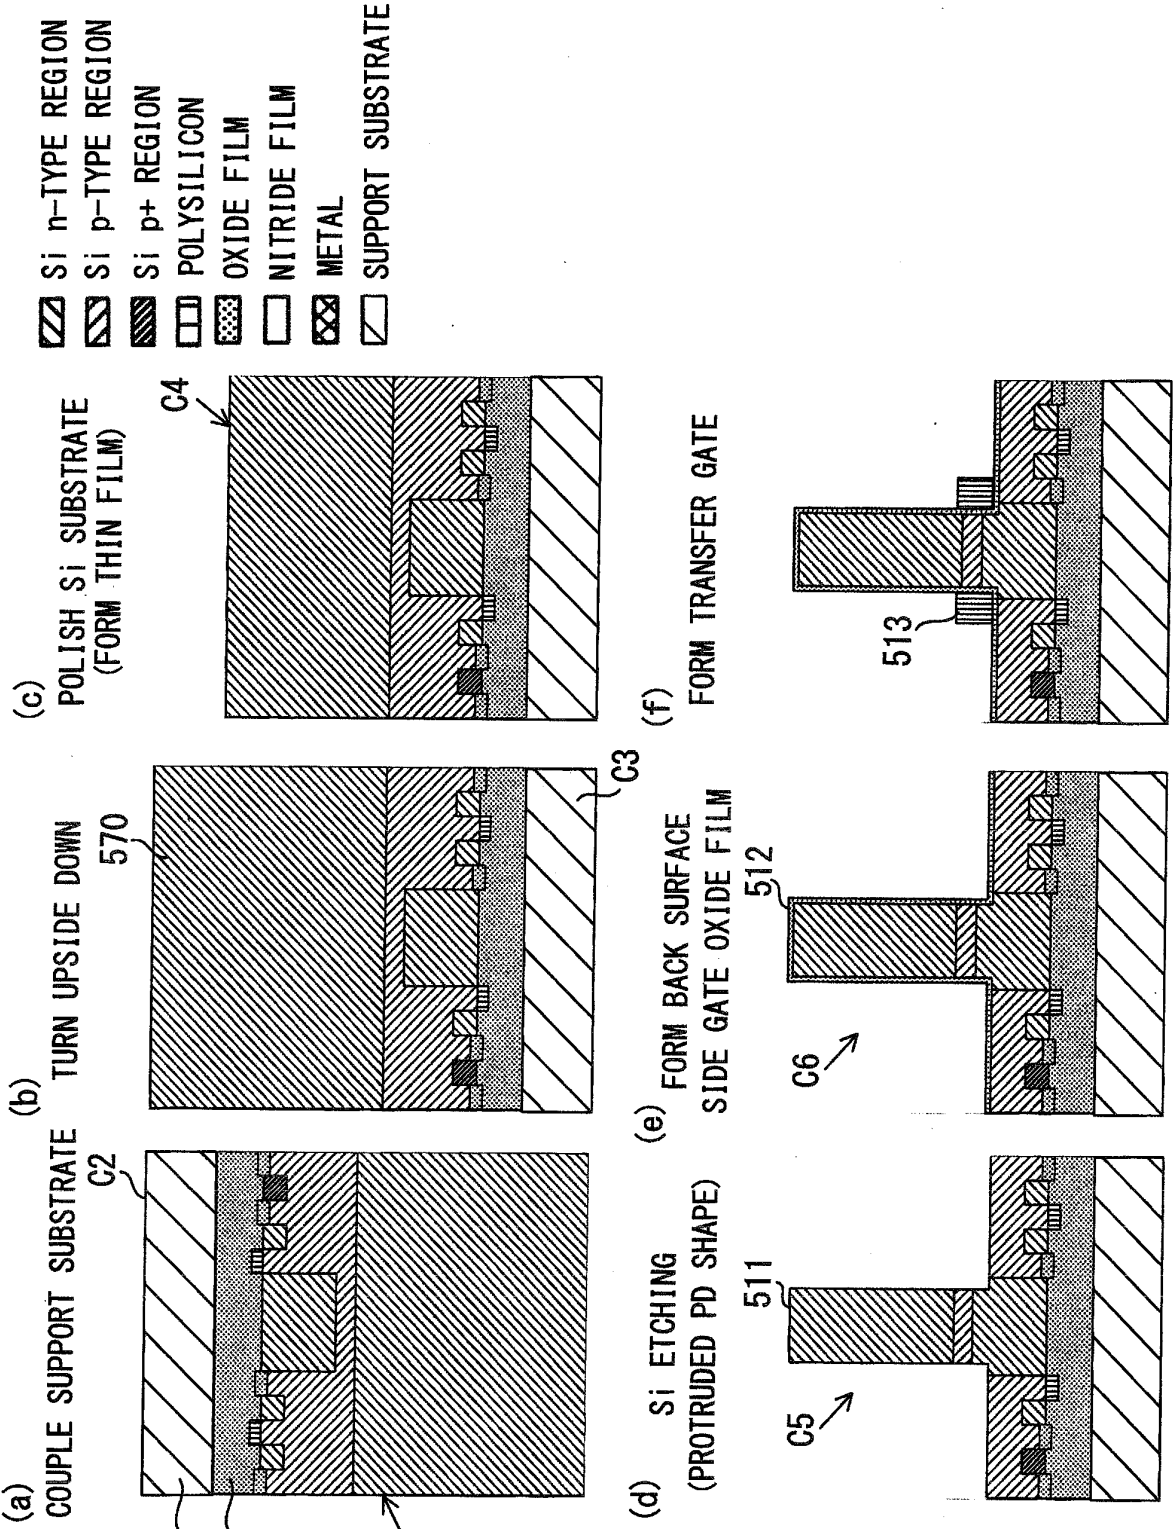 (a)
COUPLE SUPPORT SUBSTRATE
C2
(b)
TURN UPSIDE DOWN
570
C3
(c)
POLISH Si SUBSTRATE
(FORM THIN FILM)
C4
Si n-TYPE REGION
Si p-TYPE REGION
Si p+ REGION
POLYSILICON
OXIDE FILM
NITRIDE FILM
METAL
SUPPORT SUBSTRATE
(d)
Si ETCHING
(PROTRUDED PD SHAPE)
511
C5
(e)
FORM BACK SURFACE
SIDE GATE OXIDE FILM
512
C6
(f)
FORM TRANSFER GATE
513